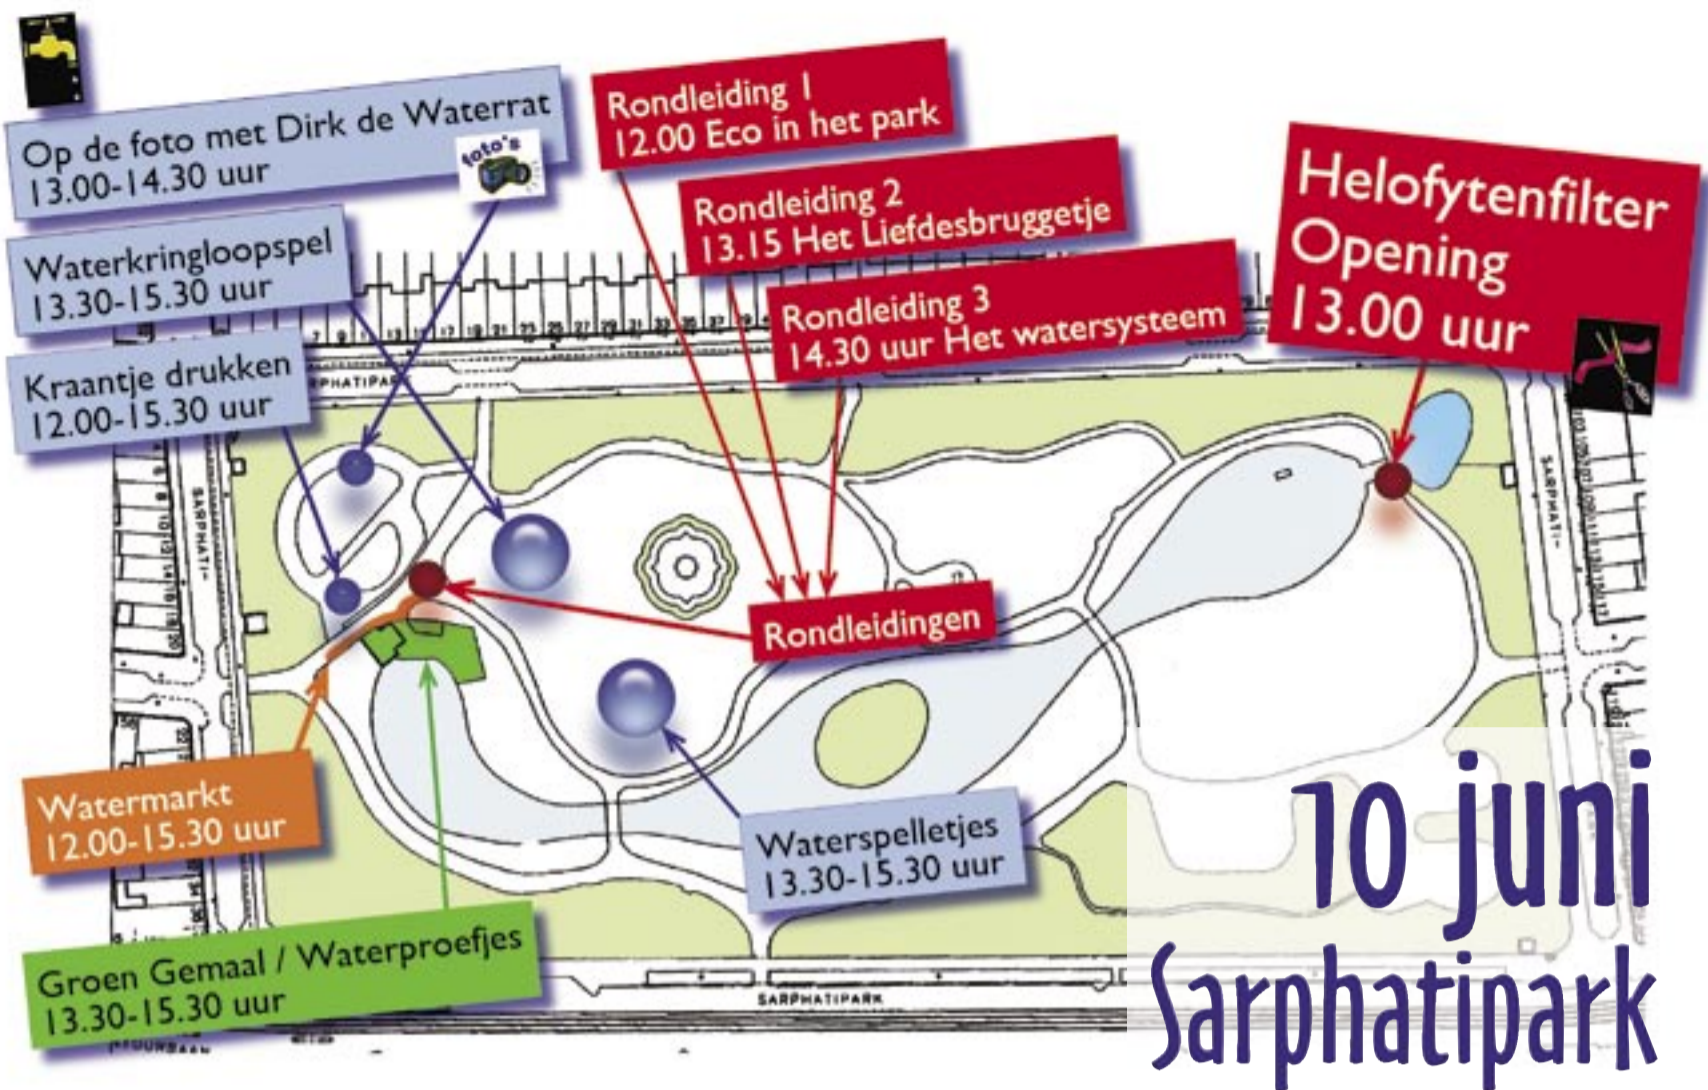 Op de foto met Dirk de Waterrat
13.00-14.30 uur
foto's
Waterkringloopspel
13.30-15.30 uur
Kraantje drukken
12.00-15.30 uur
Rondleiding 1
12.00 Eco in het park
Rondleiding 2
13.15 Het Liefdesbruggetje
Rondleiding 3
14.30 uur Het watersysteem
Helofytenfilter
Opening
13.00 uur
SARPHATI-
SARPHATI-
Rondleidingen
Watermarkt
12.00-15.30 uur
Waterspelletjes
13.30-15.30 uur
Groen Gemaal / Waterproefjes
13.30-15.30 uur
SARPHATIPARK
10 juni
Sarphatipark